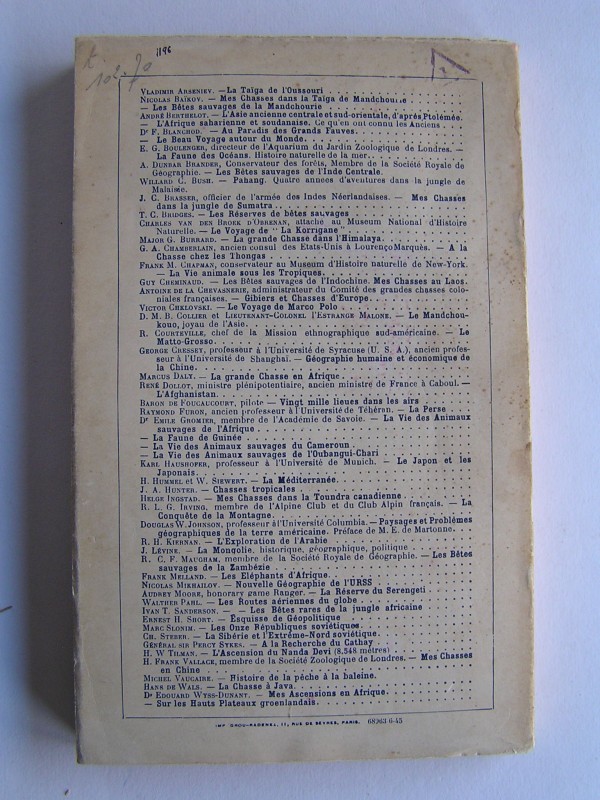 1196
102.70
VLADIMIR ARSENIEV. — La Taïga de l'Oussouri
NICOLAS BAÏKOV. — Mes Chasses dans la Taïga de Mandchourie
— Les Bêtes sauvages de la Mandchourie
ANDRÉ BERTHELOT. — L'Asie ancienne centrale et sud-orientale, d'après Ptolémée.
— L'Afrique saharienne et soudanaise. Ce qu'en ont connu les Anciens
Dr F. BLANCHOD. — Au Paradis des Grands Fauves.
— Le Beau Voyage autour du Monde.
E. G. BOULENGER, directeur de l'Aquarium du Jardin Zoologique de Londres. —
La Faune des Océans. Histoire naturelle de la mer.
A. DUNBAR BRANDER, Conservateur des forêts, Membre de la Société Royale de
Géographie. — Les Bêtes sauvages de l'Inde Centrale.
WILLARD C. BUSH. — Pahang. Quatre années d'aventures dans la jungle de
Malaisie.
J. C. BRASSER, officier de l'armée des Indes Néerlandaises. — Mes Chasses
dans la jungle de Sumatra.
T. C. BRIDGES. — Les Réserves de bêtes sauvages
CHARLES VAN DEN BROEK D'OBRENAN, attaché au Museum National d'Histoire
Naturelle. — Le Voyage de "La Korrigane"
MAJOR G. BURRARD. — La grande Chasse dans l'Himalaya.
G. A. CHAMBERLAIN, ancien consul des Etats-Unis à Lourenço Marquès. — A la
Chasse chez les Thongas
FRANK M. CHAPMAN, conservateur au Museum d'Histoire naturelle de New-York.
— La Vie animale sous les Tropiques.
GUY CHEMINAUD. — Les Bêtes sauvages de l'Indochine. Mes Chasses au Laos.
ANTOINE DE LA CHEVASNERIE, administrateur du Comité des grandes chasses colo-
niales françaises. — Gibiers et Chasses d'Europe.
VICTOR CHKLOVSKI. — Le Voyage de Marco Polo
D. M. B. COLLIER et LIEUTENANT-COLONEL L'ESTRANGE MALONE. — Le Mandchou-
kouo, joyau de l'Asie.
R. COURTEVILLE, chef de la Mission ethnographique sud-américaine. — Le
Matto-Grosso.
GEORGE CRESSEY, professeur à l'Université de Syracuse (U. S. A.), ancien profes-
seur à l'Université de Shanghai. — Géographie humaine et économique de
la Chine.
MARCUS DALY. — La grande Chasse en Afrique.
RENÉ DOLLOT, ministre plénipotentiaire, ancien ministre de France à Caboul. —
L'Afghanistan.
BARON DE FOUCAUCOURT, pilote — Vingt mille lieues dans les airs
RAYMOND FURON, ancien professeur à l'Université de Téhéran. — La Perse
Dr EMILE GROMIER, membre de l'Académie de Savoie. — La Vie des Animaux
sauvages de l'Afrique
— La Faune de Guinée
— La Vie des Animaux sauvages du Cameroun
— La Vie des Animaux sauvages de l'Oubangui-Chari
KARL HAUSHOFER, professeur à l'Université de Munich. — Le Japon et les
Japonais.
H. HUMMEL et W. SIEWERT. — La Méditerranée.
J. A. HUNTER. — Chasses tropicales
HELGE INGSTAD. — Mes Chasses dans la Toundra canadienne
R. L. G. IRVING, membre de l'Alpine Club et du Club Alpin français. — La
Conquête de la Montagne.
DOUGLAS W. JOHNSON, professeur à l'Université Columbia. — Paysages et Problèmes
géographiques de la terre américaine. Préface de M. E. de Martonne.
R. H. KIERNAN. — L'Exploration de l'Arabie
J. LÉVINE. — La Mongolie, historique, géographique, politique
R. C. F. MAUGHAM, membre de la Société Royale de Géographie. — Les Bêtes
sauvages de la Zambézie
FRANK MELLAND. — Les Eléphants d'Afrique.
NICOLAS MIKHAILOV. — Nouvelle Géographie de l'URSS
AUDREY MOORE, honorary game Ranger. — La Réserve du Serengeti
WALTHER PAHL. — Les Routes aériennes du globe
IVAN T. SANDERSON. — — Les Bêtes rares de la jungle africaine
ERNEST H. SHORT. — Esquisse de Géopolitique
MARC SLONIM. — Les Onze Républiques soviétiques
CH. STEBER. — La Sibérie et l'Extrême-Nord soviétique.
GÉNÉRAL SIR PERCY SYKES. — A la Recherche du Cathay
H. W TILMAN. — L'Ascension du Nanda Devi (8.548 mètres)
H. FRANK VALLACK, membre de la Société Zoologique de Londres. — Mes Chasses
en Chine
MICHEL VAUCAIRE. — Histoire de la pêche à la baleine.
HANS DE WALS. — La Chasse à Java.
Dr EDOUARD WYSS-DUNANT. — Mes Ascensions en Afrique.
— Sur les Hauts Plateaux groenlandais.
11, RUE DE SÈVRES, PARIS. 68963 6-45